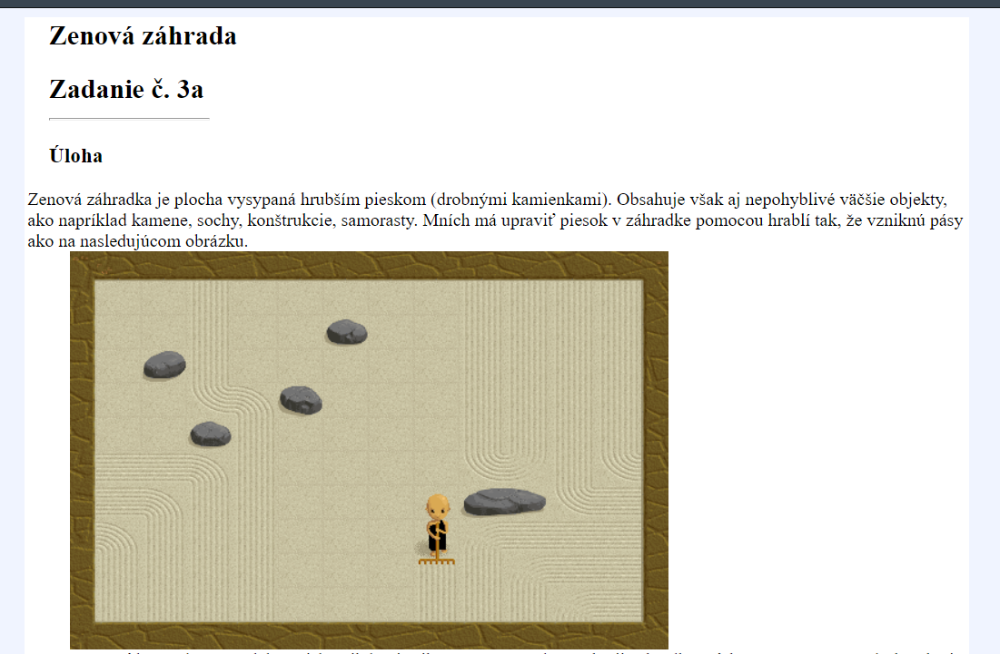 Zenová záhrada
Zadanie č. 3a
Úloha
Zenová záhradka je plocha vysypaná hrubším pieskom (drobnými kamienkami). Obsahuje však aj nepohyblivé väčšie objekty,
ako napríklad kamene, sochy, konštrukcie, samorasty. Mních má upraviť piesok v záhradke pomocou hrablí tak, že vzniknú pásy
ako na nasledujúcom obrázku.